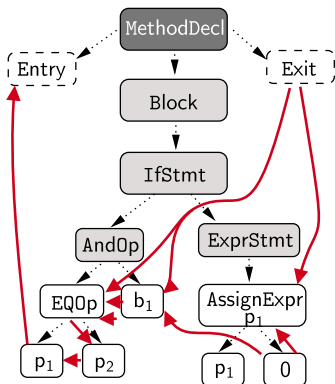 MethodDecl
Entry
Exit
Block
IfStmt
AndOp
ExprStmt
EQOp
b₁
AssignExpr
p₁
p₁
p₂
p₁
0